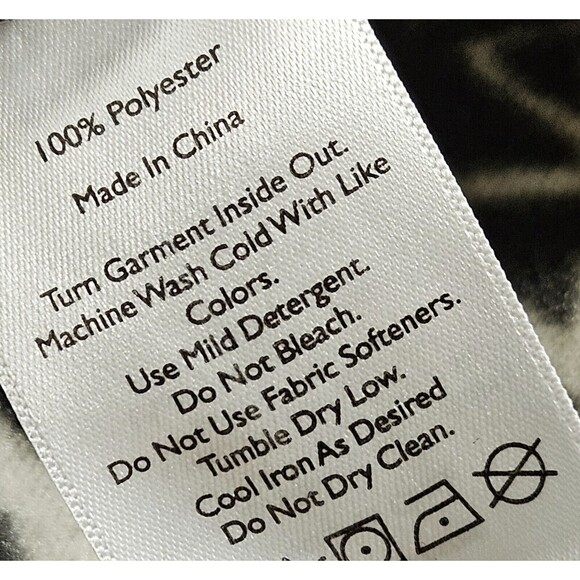 100% Polyester
Made In China
Turn Garment Inside Out.
Machine Wash Cold With Like
Colors.
Use Mild Detergent.
Do Not Bleach.
Do Not Use Fabric Softeners.
Tumble Dry Low.
Cool Iron As Desired
Do Not Dry Clean.